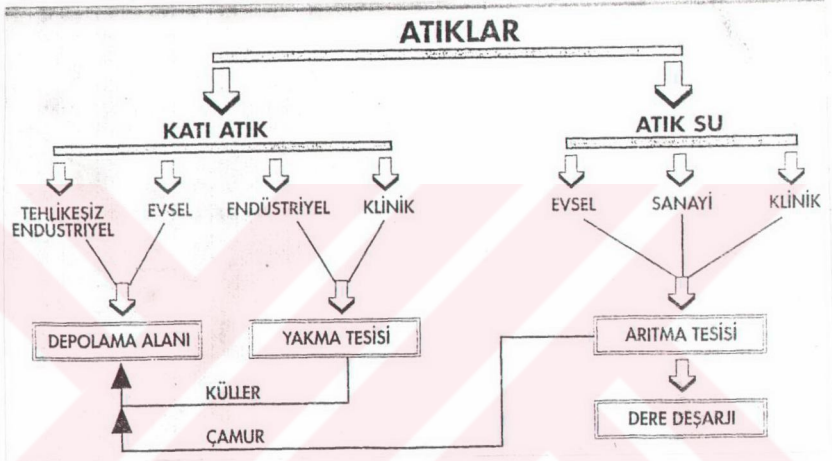 ATIKLAR
KATI ATIK
ATIK SU
TEHLİKEŞİZ
ENDÜSTRİYEL
EVSEL
ENDÜSTRİYEL
KLİNİK
EVSEL
SANAYİ
KLİNİK
DEPOLAMA ALANI
YAKMA TESİSİ
ARITMA TESİSİ
KÜLLER
DERE DEŞARJI
ÇAMUR